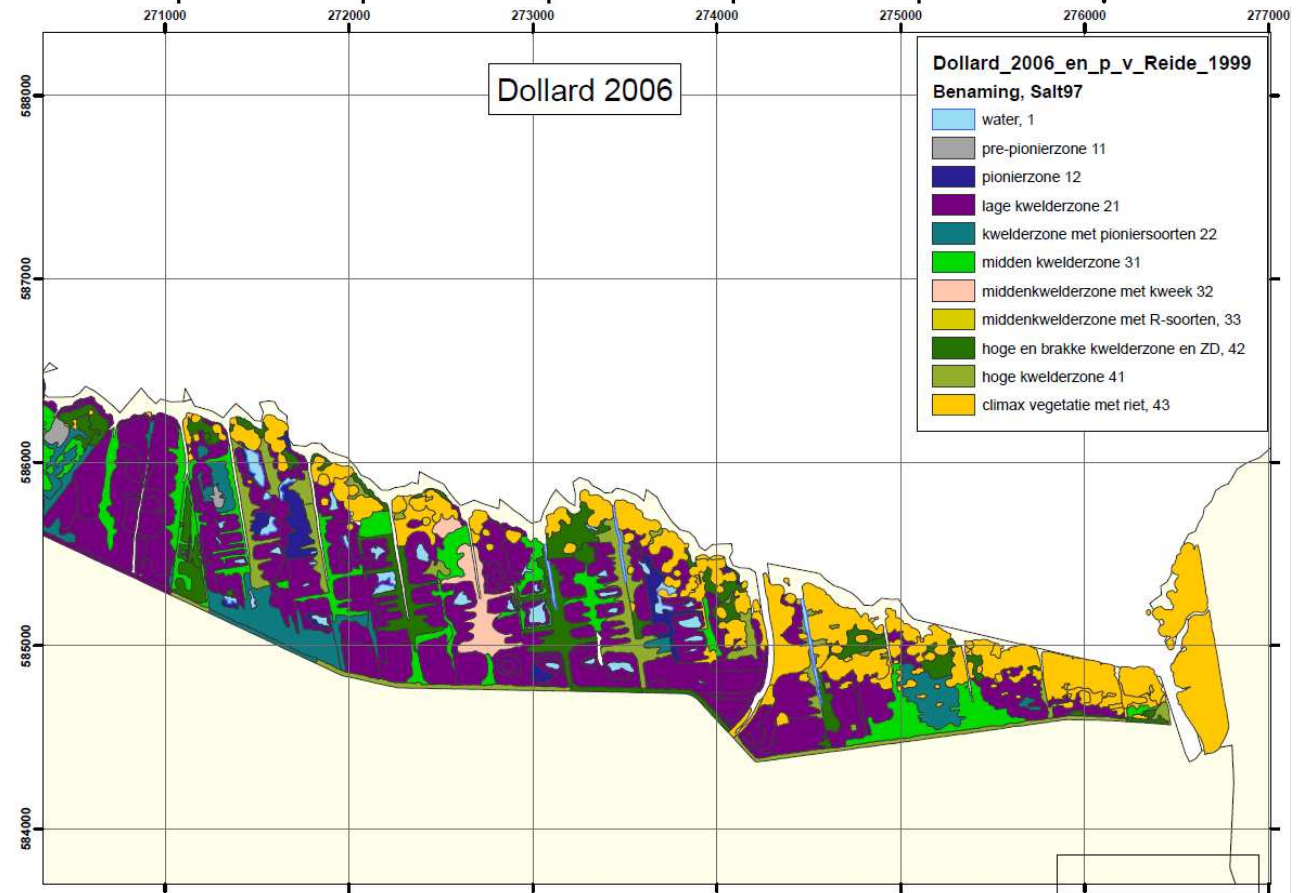 271000 272000 273000 274000 275000 276000 277000
Dollard 2006
Dollard_2006_en_p_v_Reide_1999
Benaming, Salt97
water, 1
pre-pionierzone 11
pionierzone 12
lage kwelderzone 21
kwelderzone met pioniersoorten 22
midden kwelderzone 31
middenkwelderzone met kweek 32
middenkwelderzone met R-soorten, 33
hoge en brakke kwelderzone en ZD, 42
hoge kwelderzone 41
climax vegetatie met riet, 43
588000
587000
586000
585000
584000